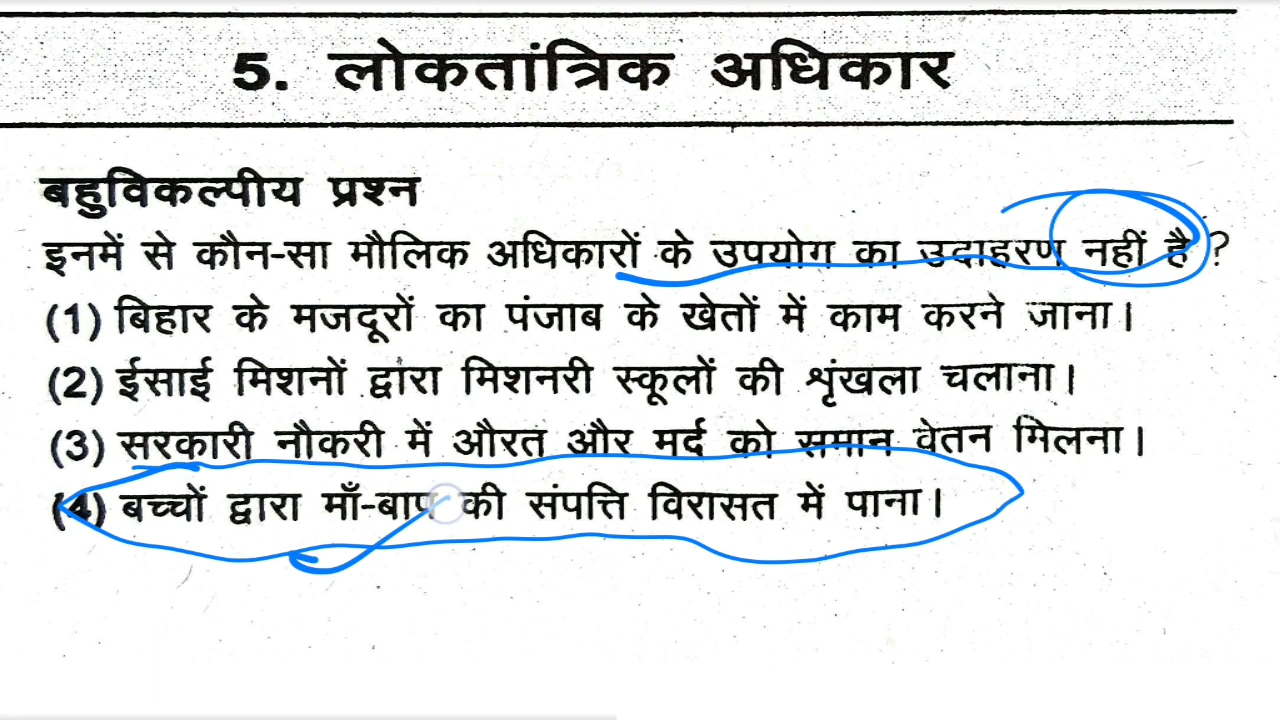 5. लोकतांत्रिक अधिकार
बहुविकल्पीय प्रश्न
इनमें से कौन-सा मौलिक अधिकारों के उपयोग का उदाहरण नहीं है ?
(1) बिहार के मजदूरों का पंजाब के खेतों में काम करने जाना।
(2) ईसाई मिशनों द्वारा मिशनरी स्कूलों की शृंखला चलाना।
(3) सरकारी नौकरी में औरत और मर्द को समान वेतन मिलना।
(4) बच्चों द्वारा माँ-बाप की संपत्ति विरासत में पाना।